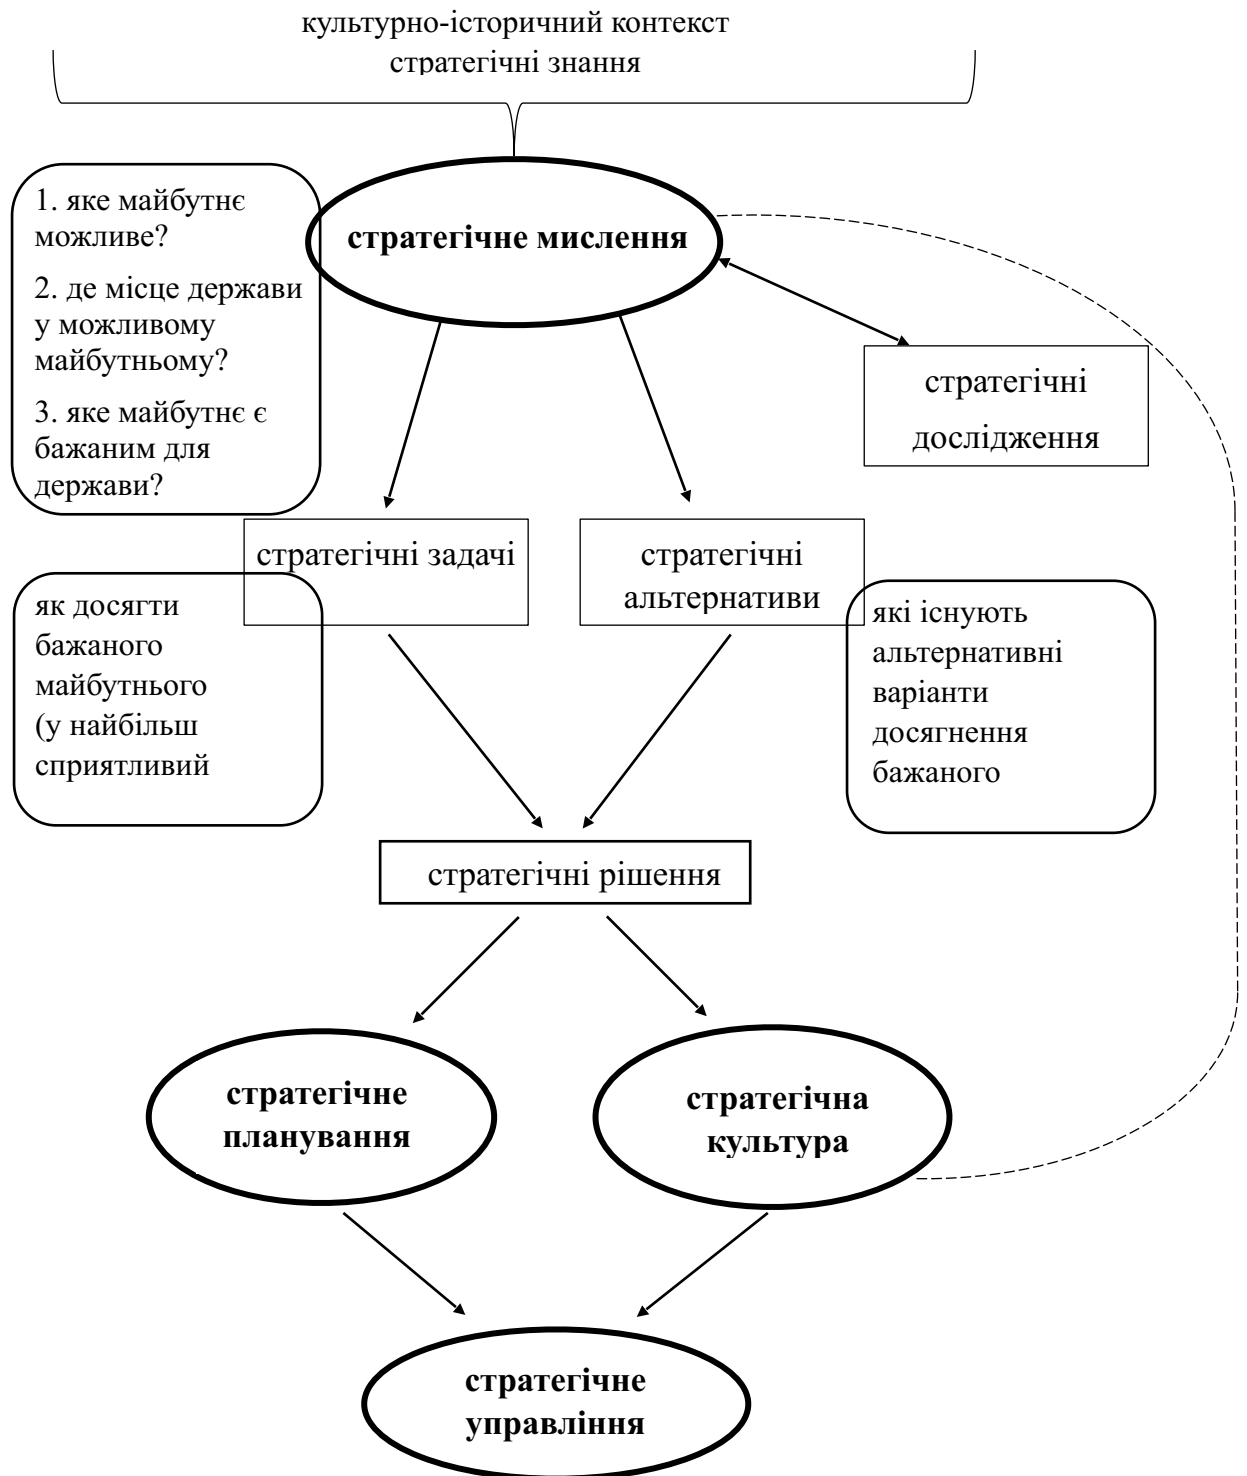 культурно-історичний контекст
стратегічні знання
1. яке майбутнє
можливе?
2. де місце держави
у можливому
майбутньому?
3. яке майбутнє є
бажаним для
держави?
стратегічне мислення
стратегічні
дослідження
стратегічні задачі
стратегічні
альтернативи
як досягти
бажаного
майбутнього
(у найбільш
сприятливий
які існують
альтернативні
варіанти
досягнення
бажаного
стратегічні рішення
стратегічне
планування
стратегічна
культура
стратегічне
управління